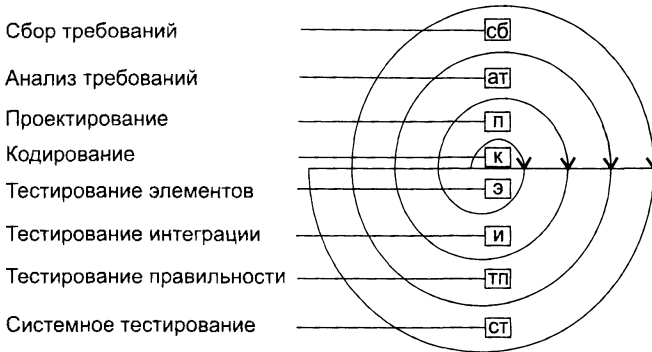 Сбор требований сб
Анализ требований ат
Проектирование п
Кодирование к
Тестирование элементов э
Тестирование интеграции и
Тестирование правильности тп
Системное тестирование ст